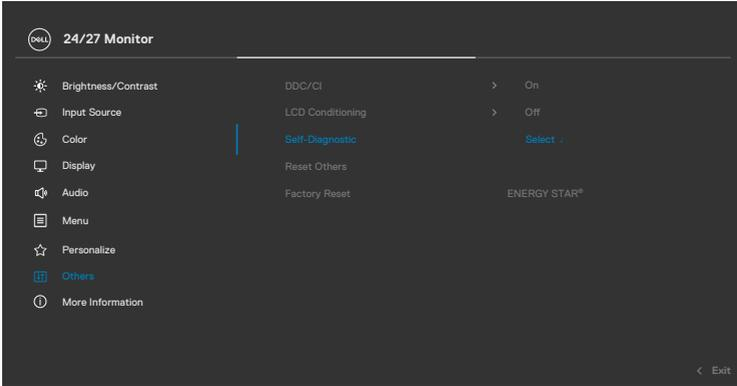 DELL 24/27 Monitor
Brightness/Contrast DDC/CI > On
Input Source LCD Conditioning > Off
Color Self-Diagnostic Select
Display Reset Others
Audio Factory Reset ENERGY STAR®
Menu
Personalize
Others
More Information
< Exit